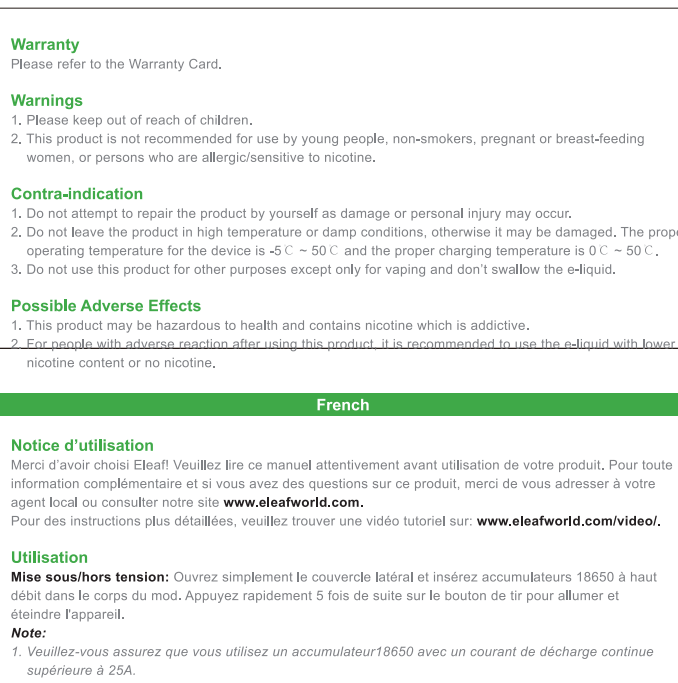 Warranty
Please refer to the Warranty Card.
Warnings
1. Please keep out of reach of children.
2. This product is not recommended for use by young people, non-smokers, pregnant or breast-feeding
women, or persons who are allergic/sensitive to nicotine.
Contra-indication
1. Do not attempt to repair the product by yourself as damage or personal injury may occur.
2. Do not leave the product in high temperature or damp conditions, otherwise it may be damaged. The prope
operating temperature for the device is -5℃ ~ 50℃ and the proper charging temperature is 0℃ ~ 50℃.
3. Do not use this product for other purposes except only for vaping and don't swallow the e-liquid.
Possible Adverse Effects
1. This product may be hazardous to health and contains nicotine which is addictive.
2. For people with adverse reaction after using this product, it is recommended to use the e-liquid with lower
nicotine content or no nicotine.
French
Notice d'utilisation
Merci d'avoir choisi Eleaf! Veuillez lire ce manuel attentivement avant utilisation de votre produit. Pour toute
information complémentaire et si vous avez des questions sur ce produit, merci de vous adresser à votre
agent local ou consulter notre site www.eleafworld.com.
Pour des instructions plus détaillées, veuillez trouver une vidéo tutoriel sur: www.eleafworld.com/video/.
Utilisation
Mise sous/hors tension: Ouvrez simplement le couvercle latéral et insérez accumulateurs 18650 à haut
débit dans le corps du mod. Appuyez rapidement 5 fois de suite sur le bouton de tir pour allumer et
éteindre l'appareil.
Note:
1. Veuillez-vous assurez que vous utilisez un accumulateur18650 avec un courant de décharge continue
supérieure à 25A.